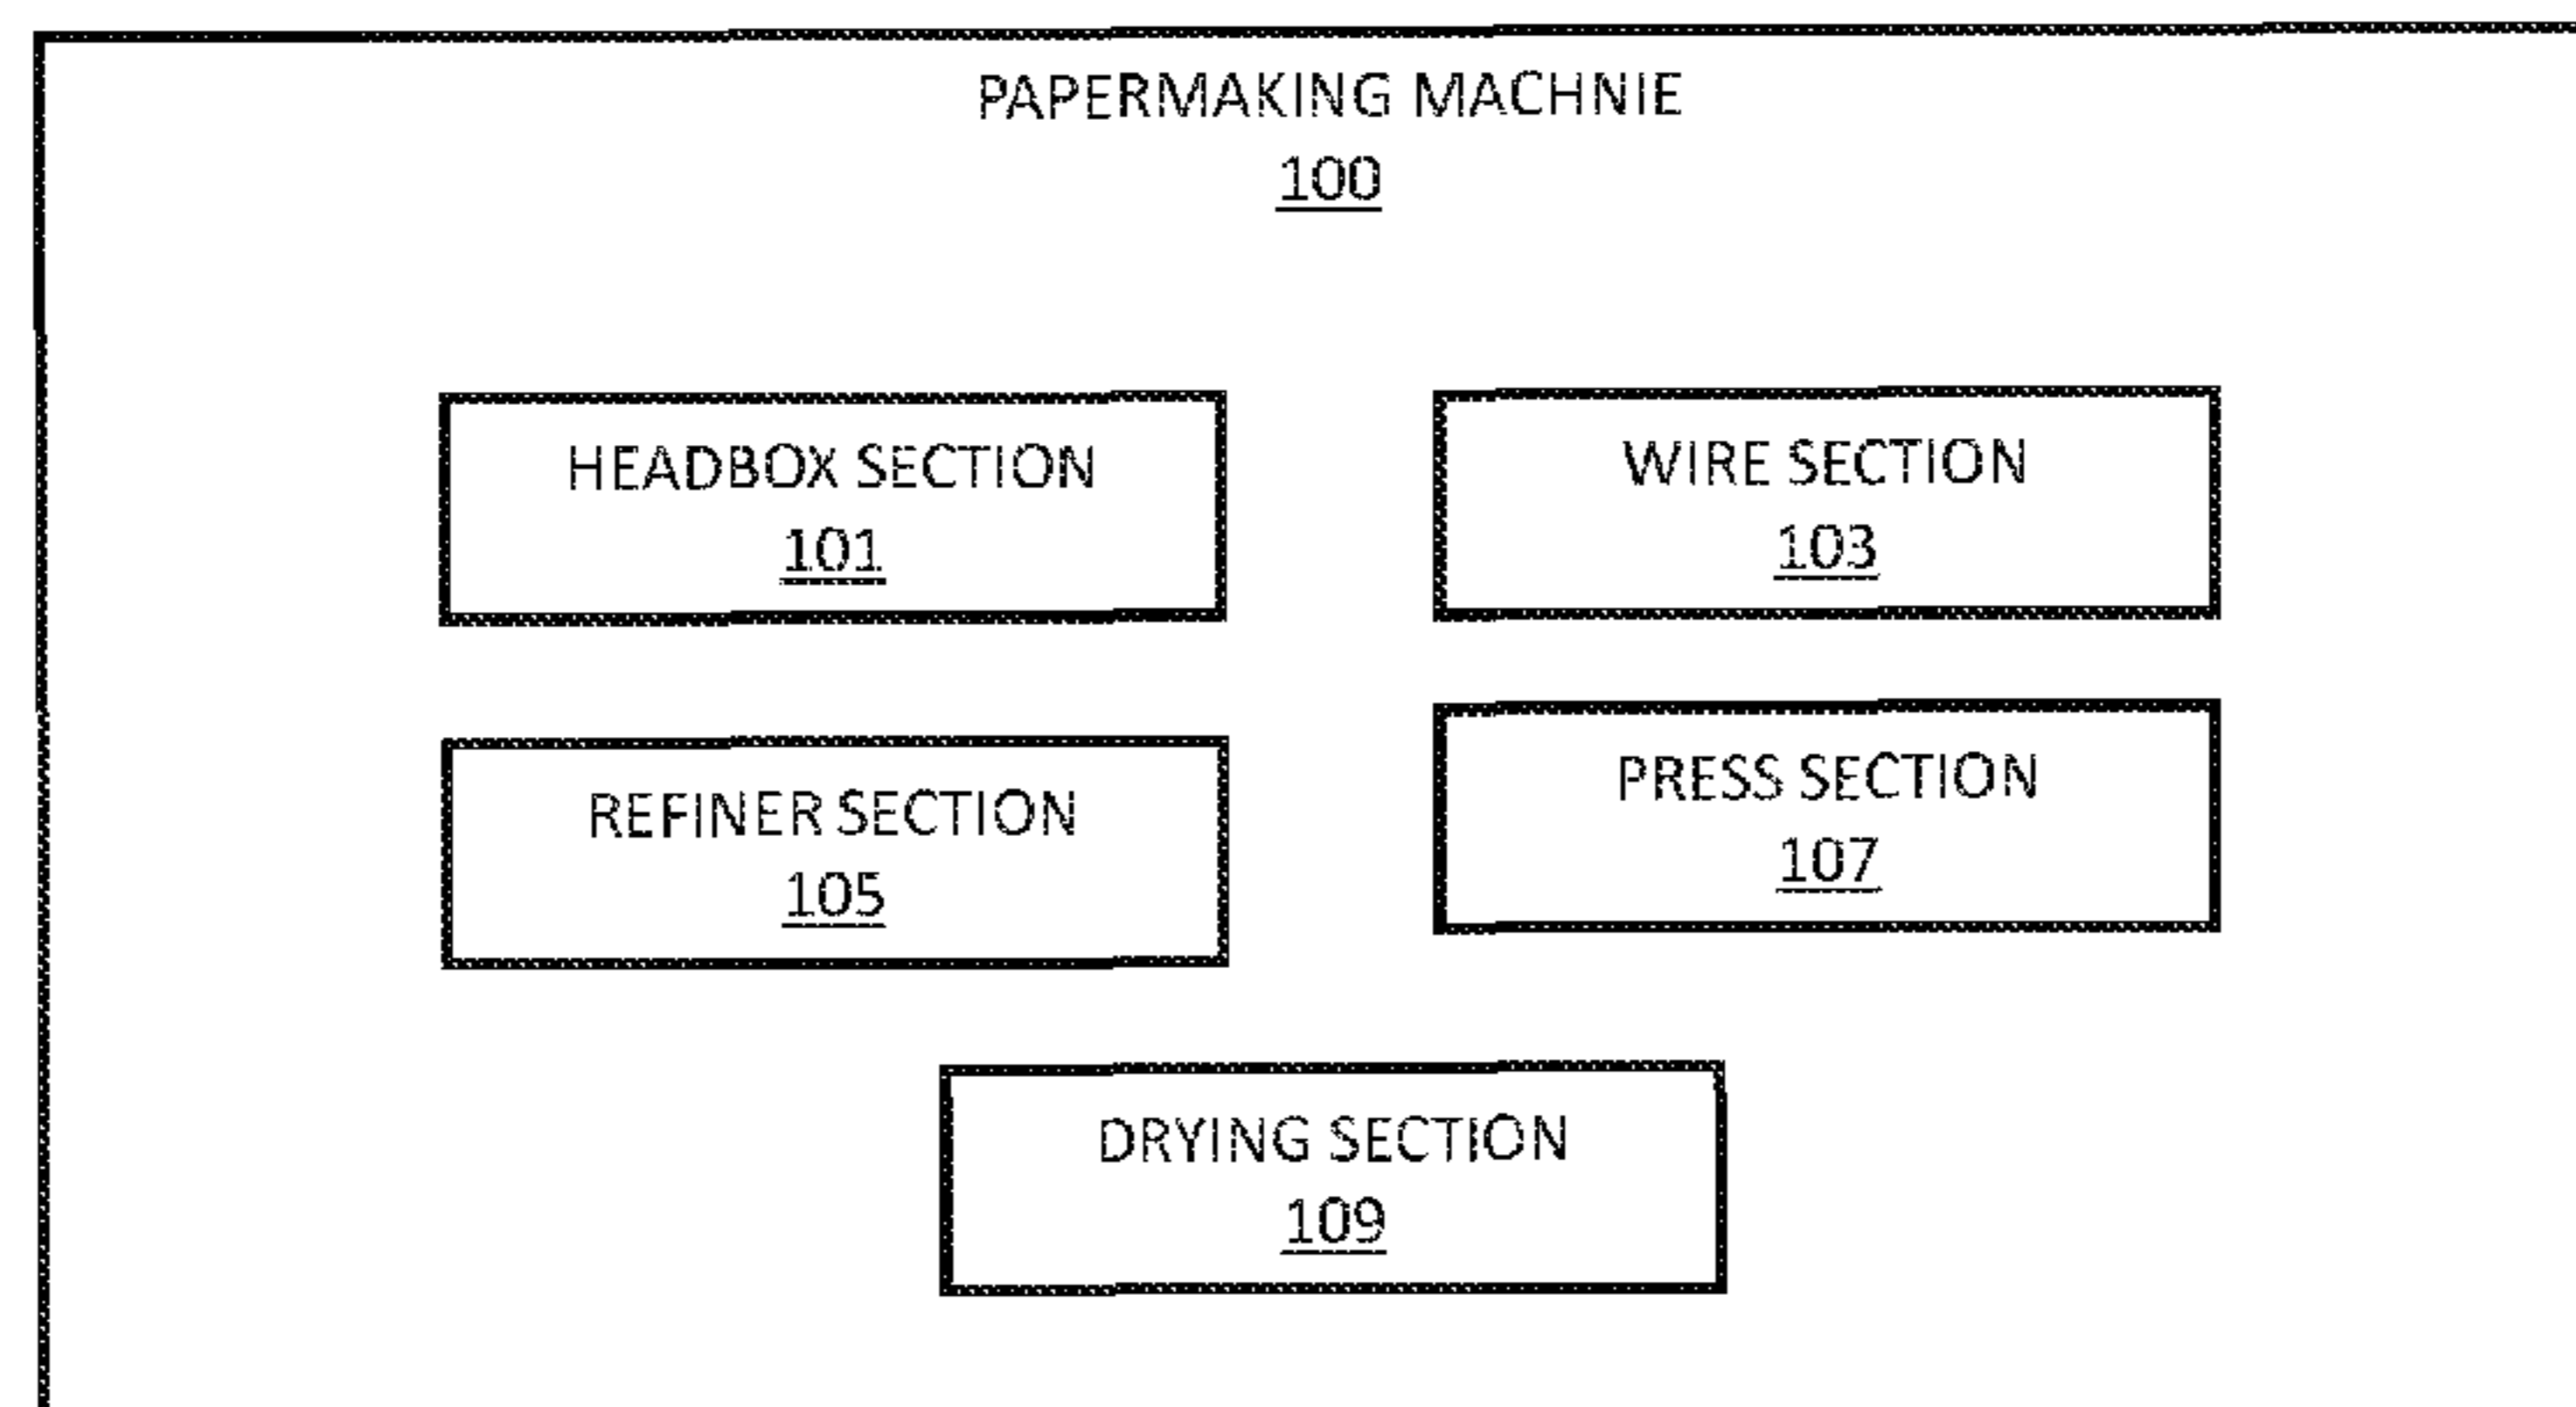 PAPERMAKING MACHNIE
100
HEADBOX SECTION
101
WIRE SECTION
103
REFINER SECTION
105
PRESS SECTION
107
DRYING SECTION
109